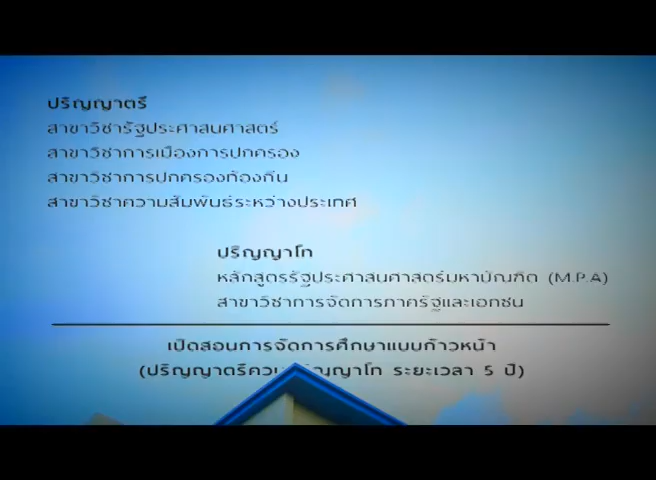 ปริญญาตรี
สาขาวิชารัฐประศาสนศาสตร์
สาขาวิชาการเมืองการปกครอง
สาขาวิชาการปกครองท้องถิ่น
สาขาวิชาความสัมพันธ์ระหว่างประเทศ
ปริญญาโท
หลักสูตรรัฐประศาสนศาสตร์มหาบัณฑิต (M.P.A)
สาขาวิชาการจัดการภาครัฐและเอกชน
เปิดสอนการจัดการศึกษาแบบก้าวหน้า
(ปริญญาตรีควบปริญญาโท ระยะเวลา 5 ปี)